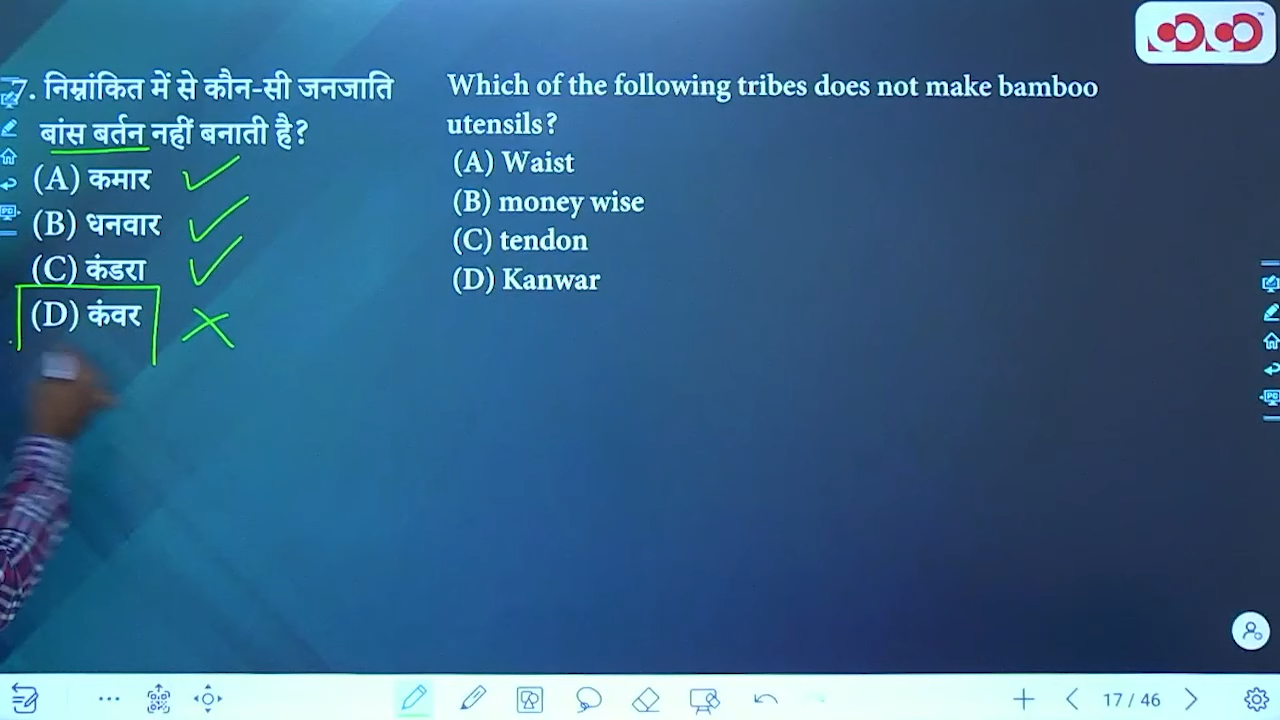 7. निम्नांकित में से कौन-सी जनजाति
बांस बर्तन नहीं बनाती है?
(A) कमार
(B) धनवार
(C) कंडरा
(D) कंवर
Which of the following tribes does not make bamboo
utensils?
(A) Waist
(B) money wise
(C) tendon
(D) Kanwar
17 / 46